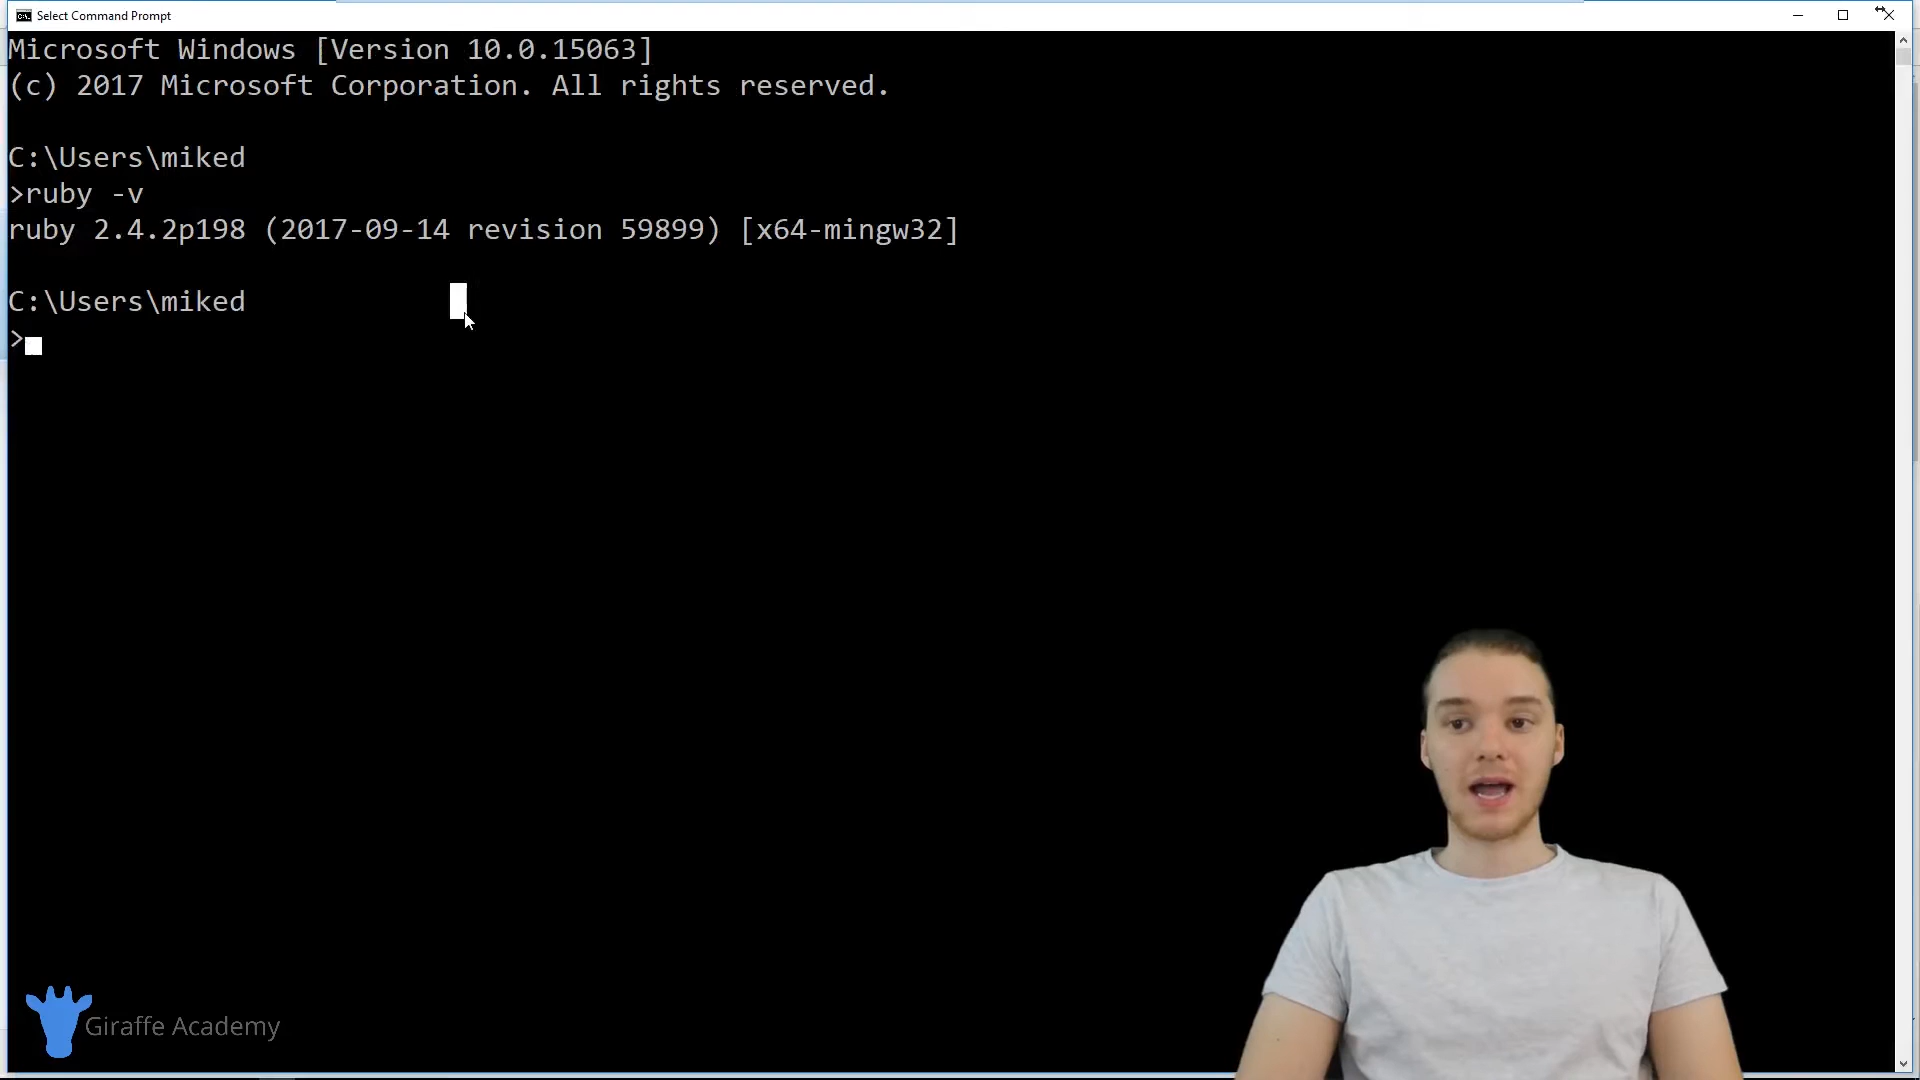 Select Command Prompt
Microsoft Windows [Version 10.0.15063]
(c) 2017 Microsoft Corporation. All rights reserved.
C:\Users\miked
>ruby -v
ruby 2.4.2p198 (2017-09-14 revision 59899) [x64-mingw32]
C:\Users\miked
>
Giraffe Academy